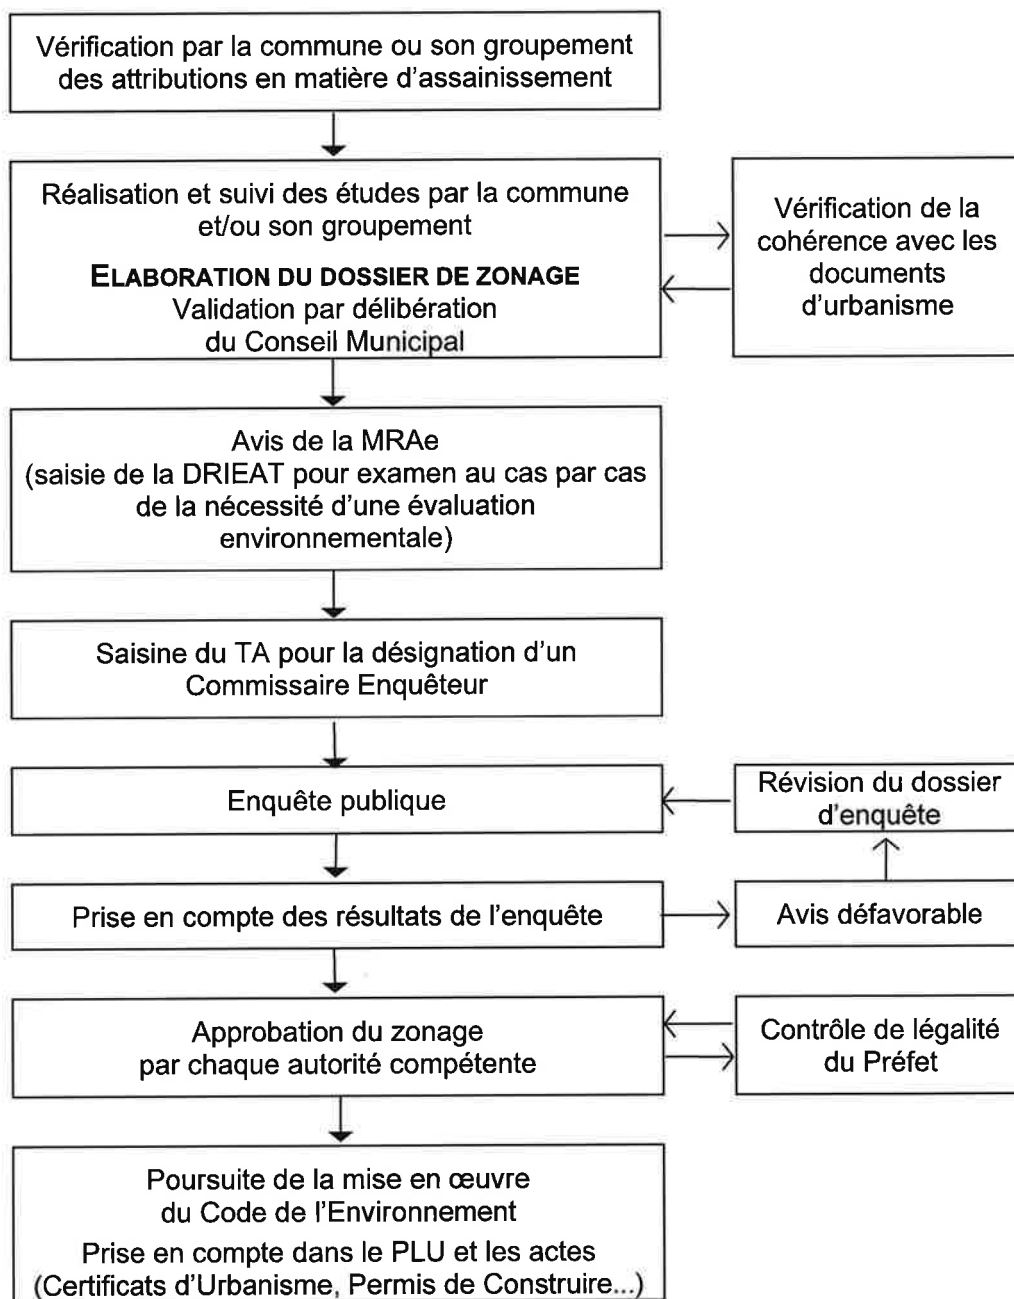 Vérification par la commune ou son groupement
des attributions en matière d'assainissement
Réalisation et suivi des études par la commune
et/ou son groupement
ELABORATION DU DOSSIER DE ZONAGE
Validation par délibération
du Conseil Municipal
Vérification de la
cohérence avec les
documents
d'urbanisme
Avis de la MRAe
(saisie de la DRIEAT pour examen au cas par cas
de la nécessité d'une évaluation
environnementale)
Saisine du TA pour la désignation d'un
Commissaire Enquêteur
Enquête publique
Révision du dossier
d'enquête
Prise en compte des résultats de l'enquête
Avis défavorable
Approbation du zonage
par chaque autorité compétente
Contrôle de légalité
du Préfet
Poursuite de la mise en œuvre
du Code de l'Environnement
Prise en compte dans le PLU et les actes
(Certificats d'Urbanisme, Permis de Construire...)